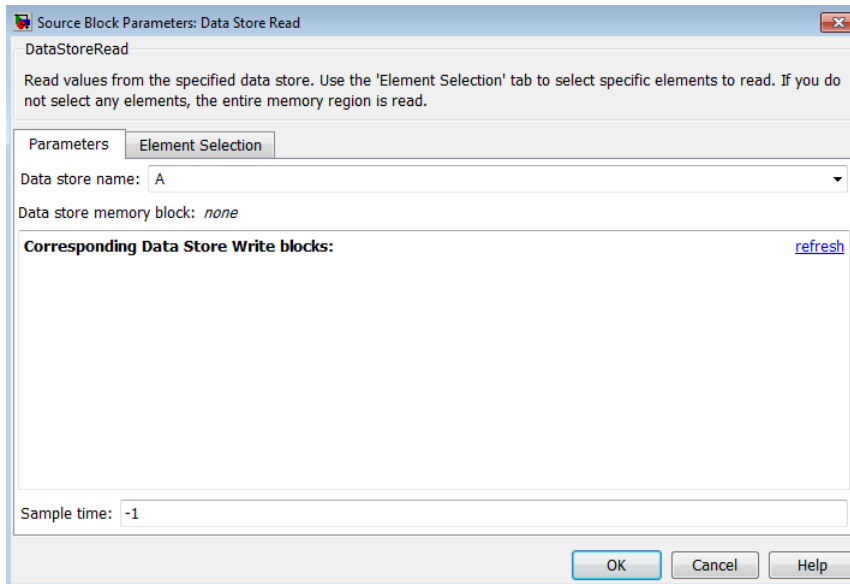 Source Block Parameters: Data Store Read
DataStoreRead
Read values from the specified data store. Use the 'Element Selection' tab to select specific elements to read. If you do
not select any elements, the entire memory region is read.
Parameters Element Selection
Data store name: A
Data store memory block: none
Corresponding Data Store Write blocks: refresh
Sample time: -1
OK Cancel Help